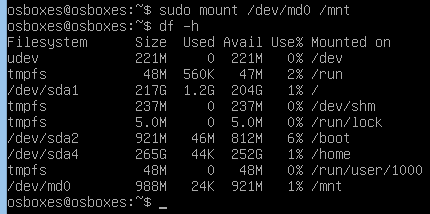 osboxes@osboxes:~$ sudo mount /dev/md0 /mnt
osboxes@osboxes:~$ df -h
Filesystem Size Used Avail Use% Mounted on
udev 221M 0 221M 0% /dev
tmpfs 48M 560K 47M 2% /run
/dev/sda1 217G 1.2G 204G 1% /
tmpfs 237M 0 237M 0% /dev/shm
tmpfs 5.0M 0 5.0M 0% /run/lock
/dev/sda2 921M 46M 812M 6% /boot
/dev/sda4 265G 44K 252G 1% /home
tmpfs 48M 0 48M 0% /run/user/1000
/dev/md0 988M 24K 921M 1% /mnt
osboxes@osboxes:~$ _